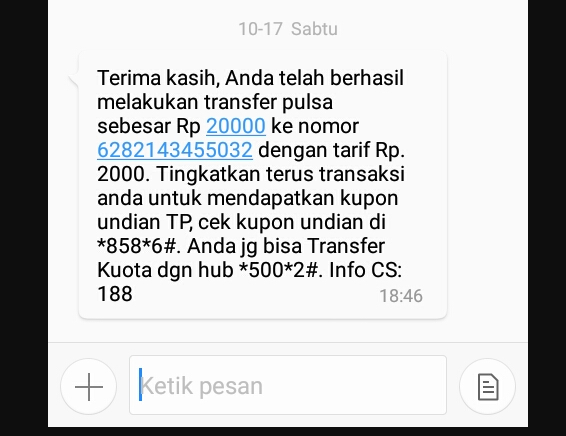 10-17 Sabtu
Terima kasih, Anda telah berhasil
melakukan transfer pulsa
sebesar Rp 20000 ke nomor
6282143455032 dengan tarif Rp.
2000. Tingkatkan terus transaksi
anda untuk mendapatkan kupon
undian TP, cek kupon undian di
*858*6#. Anda jg bisa Transfer
Kuota dgn hub *500*2#. Info CS:
188
18:46
Ketik pesan